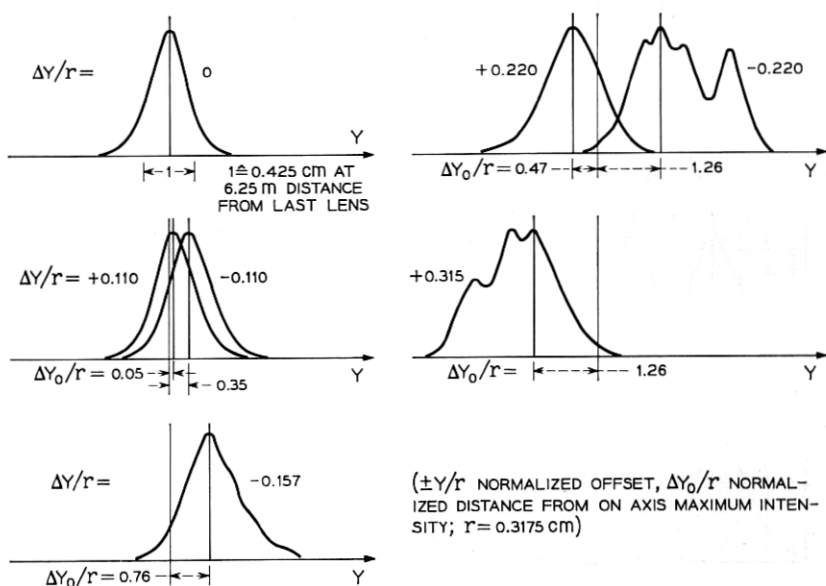 ΔY/r= 0
Y
1
1≙0.425 CM AT
6.25 M DISTANCE
FROM LAST LENS
ΔY/r= +0.110 -0.110
ΔY₀/r= 0.05 Y
0.35
ΔY/r= -0.157
ΔY₀/r= 0.76 Y
+0.220 -0.220
ΔY₀/r= 0.47 1.26 Y
+0.315
ΔY₀/r= 1.26 Y
(±Y/r NORMALIZED OFFSET, ΔY₀/r NORMAL-
IZED DISTANCE FROM ON AXIS MAXIMUM INTEN-
SITY; r= 0.3175 CM)